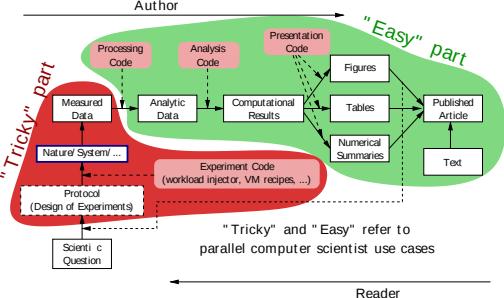 Author
"Easy" part
Presentation
Code
Processing
Code
Analysis
Code
Figures
"Tricky" part
Measured
Data
Analytic
Data
Computational
Results
Tables
Published
Article
Nature/System/...
Numerical
Summaries
Text
Experiment Code
(workload injector, VM recipes, ...)
Protocol
(Design of Experiments)
"Tricky" and "Easy" refer to
parallel computer scientist use cases
Scienti c
Question
Reader